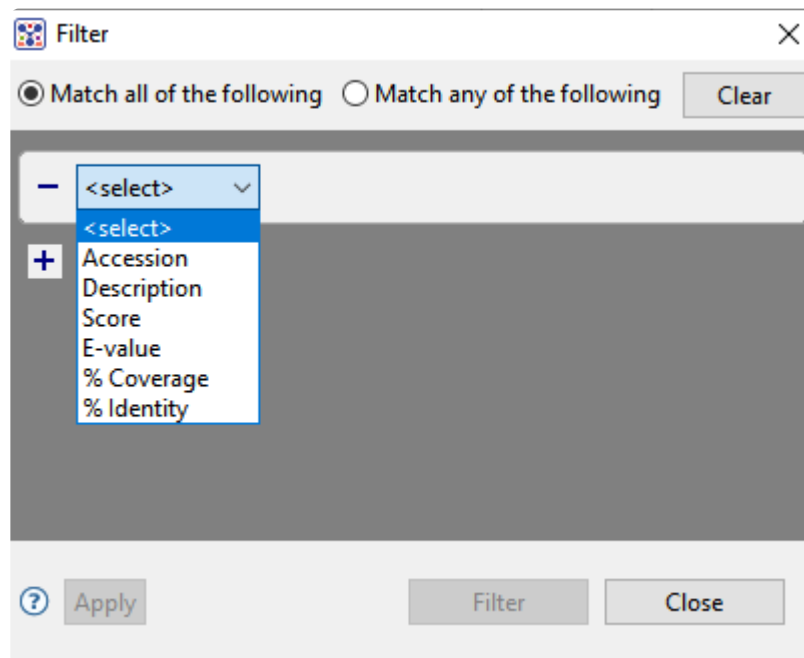 Filter
Match all of the following Match any of the following Clear
<select>
<select>
Accession
Description
Score
E-value
% Coverage
% Identity
? Apply Filter Close